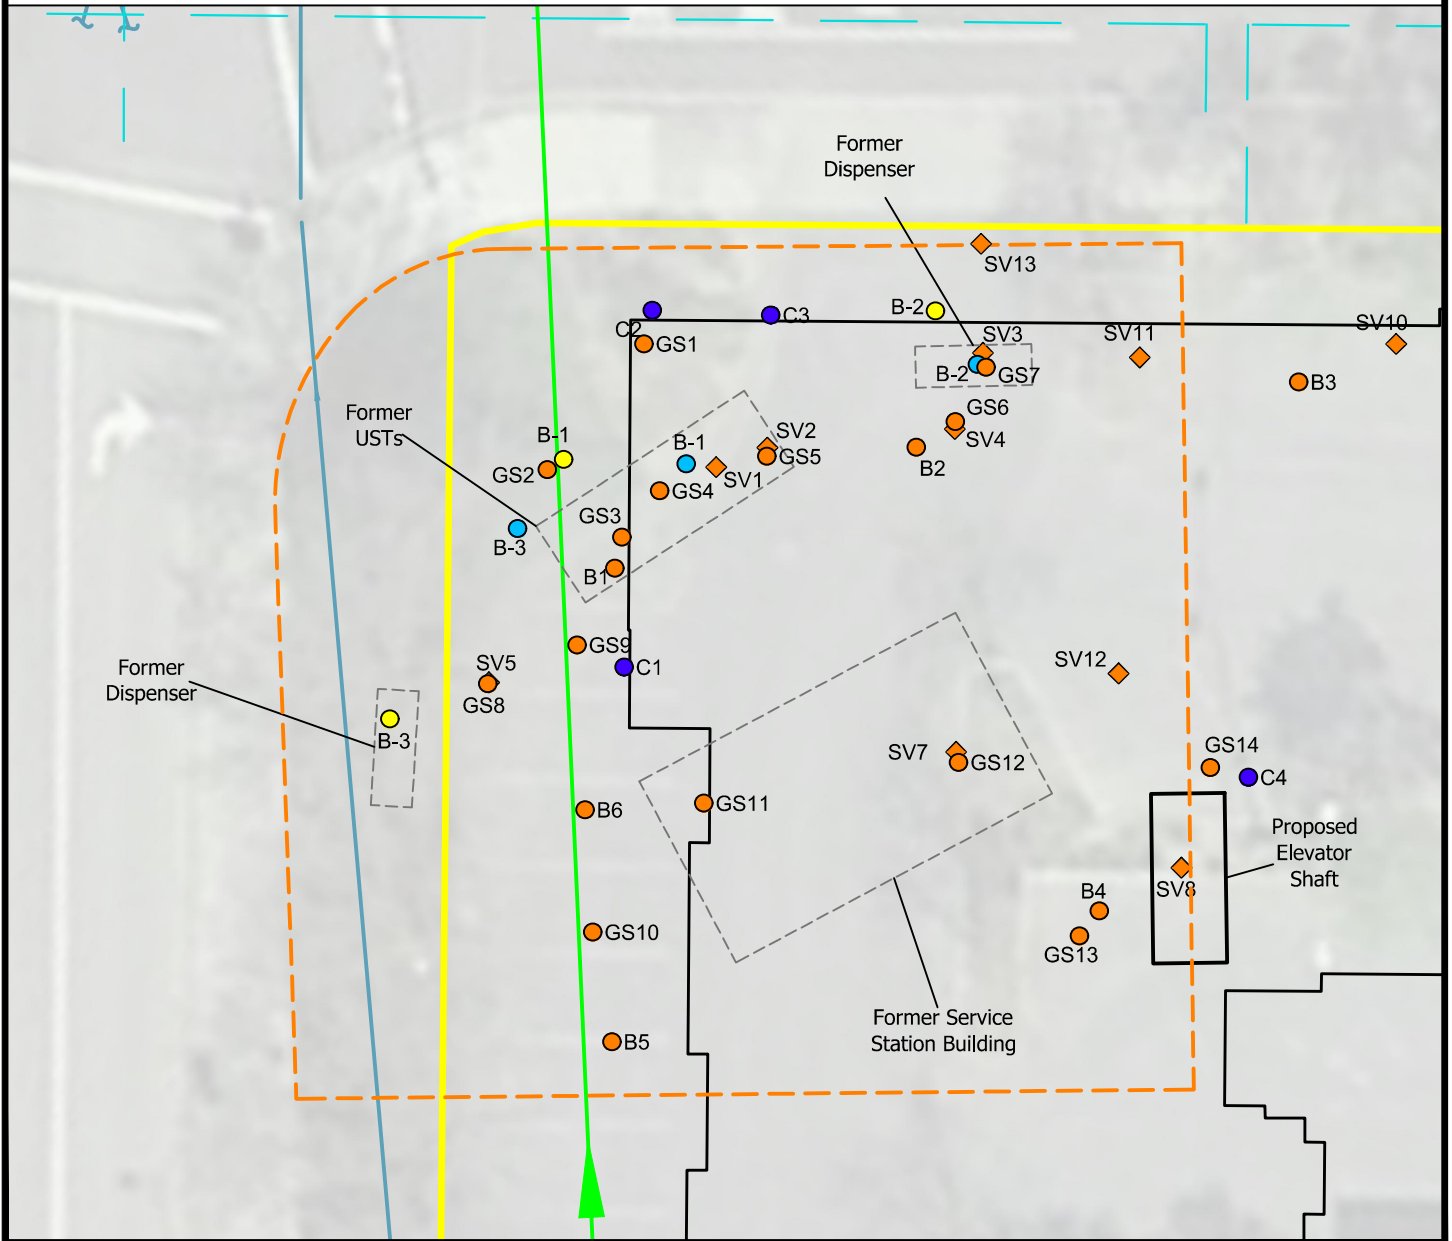 Former
Dispenser
SV13
B-2
C3
C2
GS1
SV3
SV11
SV10
B-2
GS7
B3
Former
USTs
GS6
SV4
B2
B-1
GS2
B-1
SV2
GS5
SV1
GS4
GS3
B-3
B1
GS9
C1
SV5
GS8
Former
Dispenser
B-3
SV12
SV7
GS12
GS14
C4
B6
GS11
Proposed
Elevator
Shaft
SV8
B4
GS13
GS10
Former Service
Station Building
B5